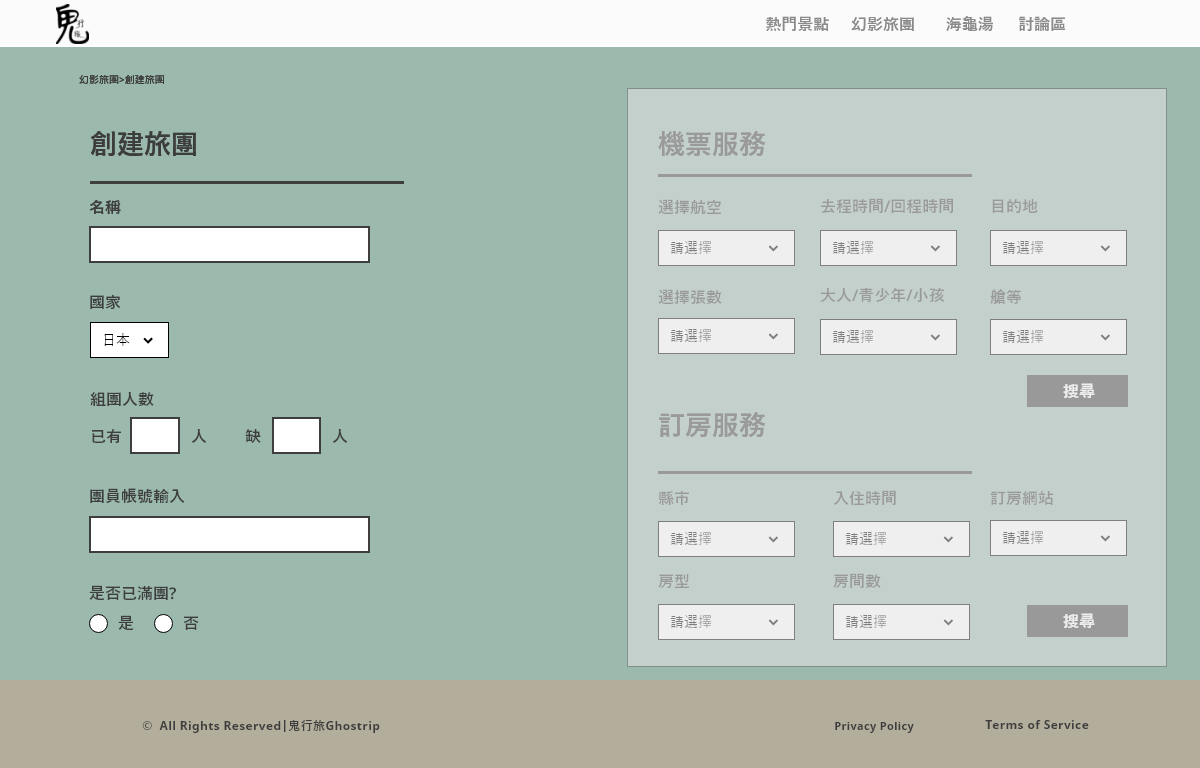 鬼行旅
熱門景點 幻影旅團 海龜湯 討論區
幻影旅團>創建旅團
創建旅團
名稱
國家
日本
組團人數
已有 人 缺 人
團員帳號輸入
是否已滿團?
是 否
機票服務
選擇航空 去程時間/回程時間 目的地
請選擇 請選擇 請選擇
選擇張數 大人/青少年/小孩 艙等
請選擇 請選擇 請選擇
搜尋
訂房服務
縣市 入住時間 訂房網站
請選擇 請選擇 請選擇
房型 房間數
請選擇 請選擇 搜尋
© All Rights Reserved|鬼行旅Ghostrip Privacy Policy Terms of Service